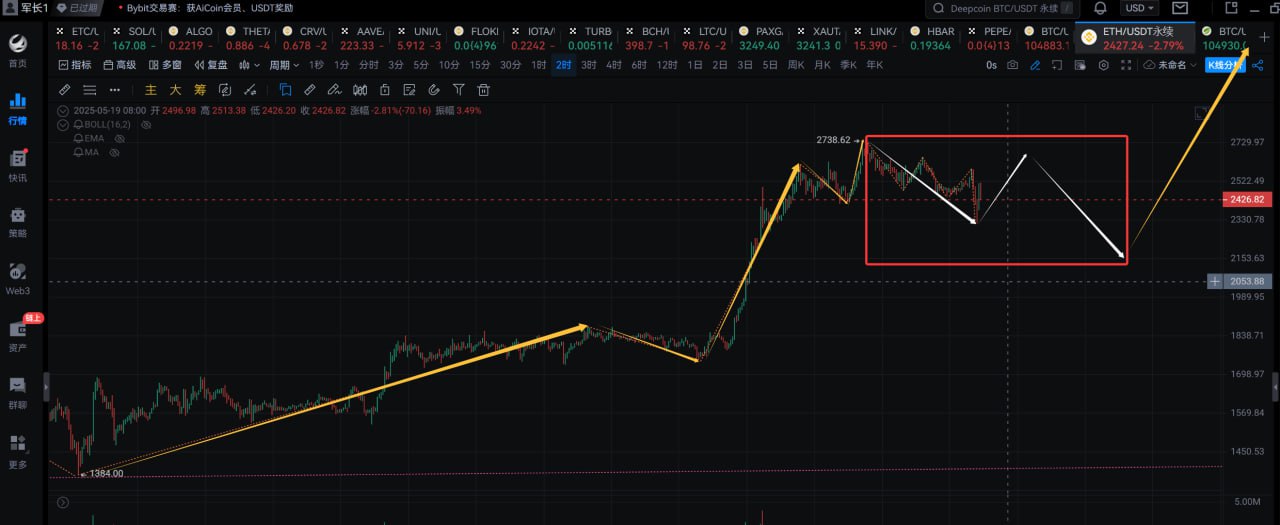 军长1 已过期 • Bybit交易赛：获AiCoin会员、USDT奖励 Deepcoin BTC/USDT 永续 / USD
ETC/U SOL/U ALGO THET CRV/U AAVE/ UNI/U FLOKI IOTA/ TURB BCH/U LTC/U PAXG XAUT/ LINK/ HBAR PEPE/ BTC/U ETH/USDT永续 BTC/U
18.16 -2 167.08 - 0.2219 - 0.886 -4 0.678 -2 223.33 - 5.912 -3 0.0(4)96 0.2242 - 0.005116 398.7 -1 98.76 -2 3249.40 3241.3 0 15.390 - 0.19364 0.0(4)13 104883.1 2427.24 -2.79% 104930.0
指标 高级 多窗 复盘 周期 1秒 1分 3分 5分 10分 15分 30分 1时 2时 3时 4时 6时 12时 1日 2日 3日 5日 周K 月K 季K 年K 0s 未命名 K线分析
主 大 筹
2025-05-19 08:00 开 2496.98 高 2513.38 低 2426.20 收 2426.82 涨幅 -2.81%(-70.16) 振幅 3.49%
BOLL(16,2)
EMA
MA
首页
行情
快讯
策略
Web3
链上
资产
群聊
更多
2738.62
1384.00
2729.97
2522.49
2426.82
2330.78
2153.63
2053.88
1989.95
1838.71
1698.97
1569.84
1450.53
5.00M